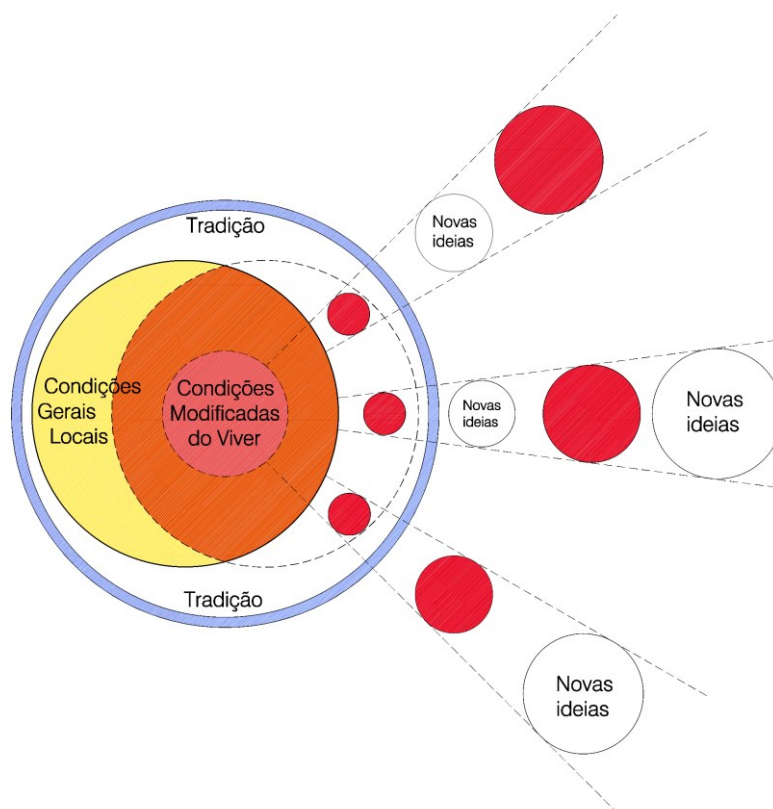 Tradição
Novas
ideias
Condições
Gerais
Locais
Condições
Modificadas
do Viver
Novas
ideias
Novas
ideias
Tradição
Novas
ideias